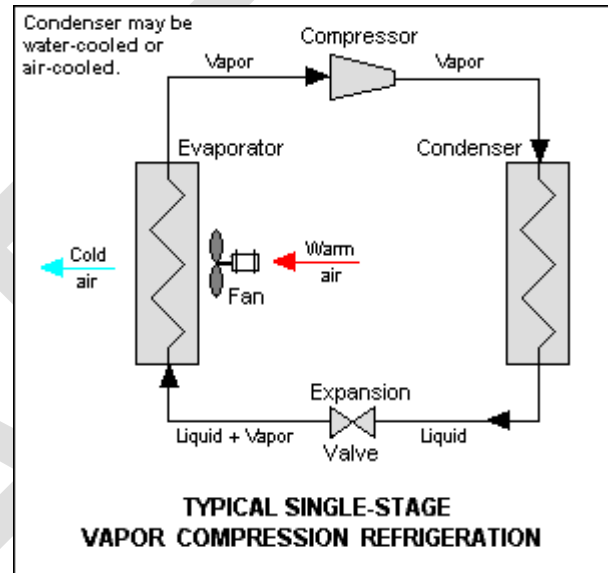 Condenser may be
water-cooled or
air-cooled.
Compressor
Vapor
Vapor
Evaporator
Condenser
Cold
air
Warm
air
Fan
Expansion
Valve
Liquid + Vapor
Liquid
TYPICAL SINGLE-STAGE
VAPOR COMPRESSION REFRIGERATION